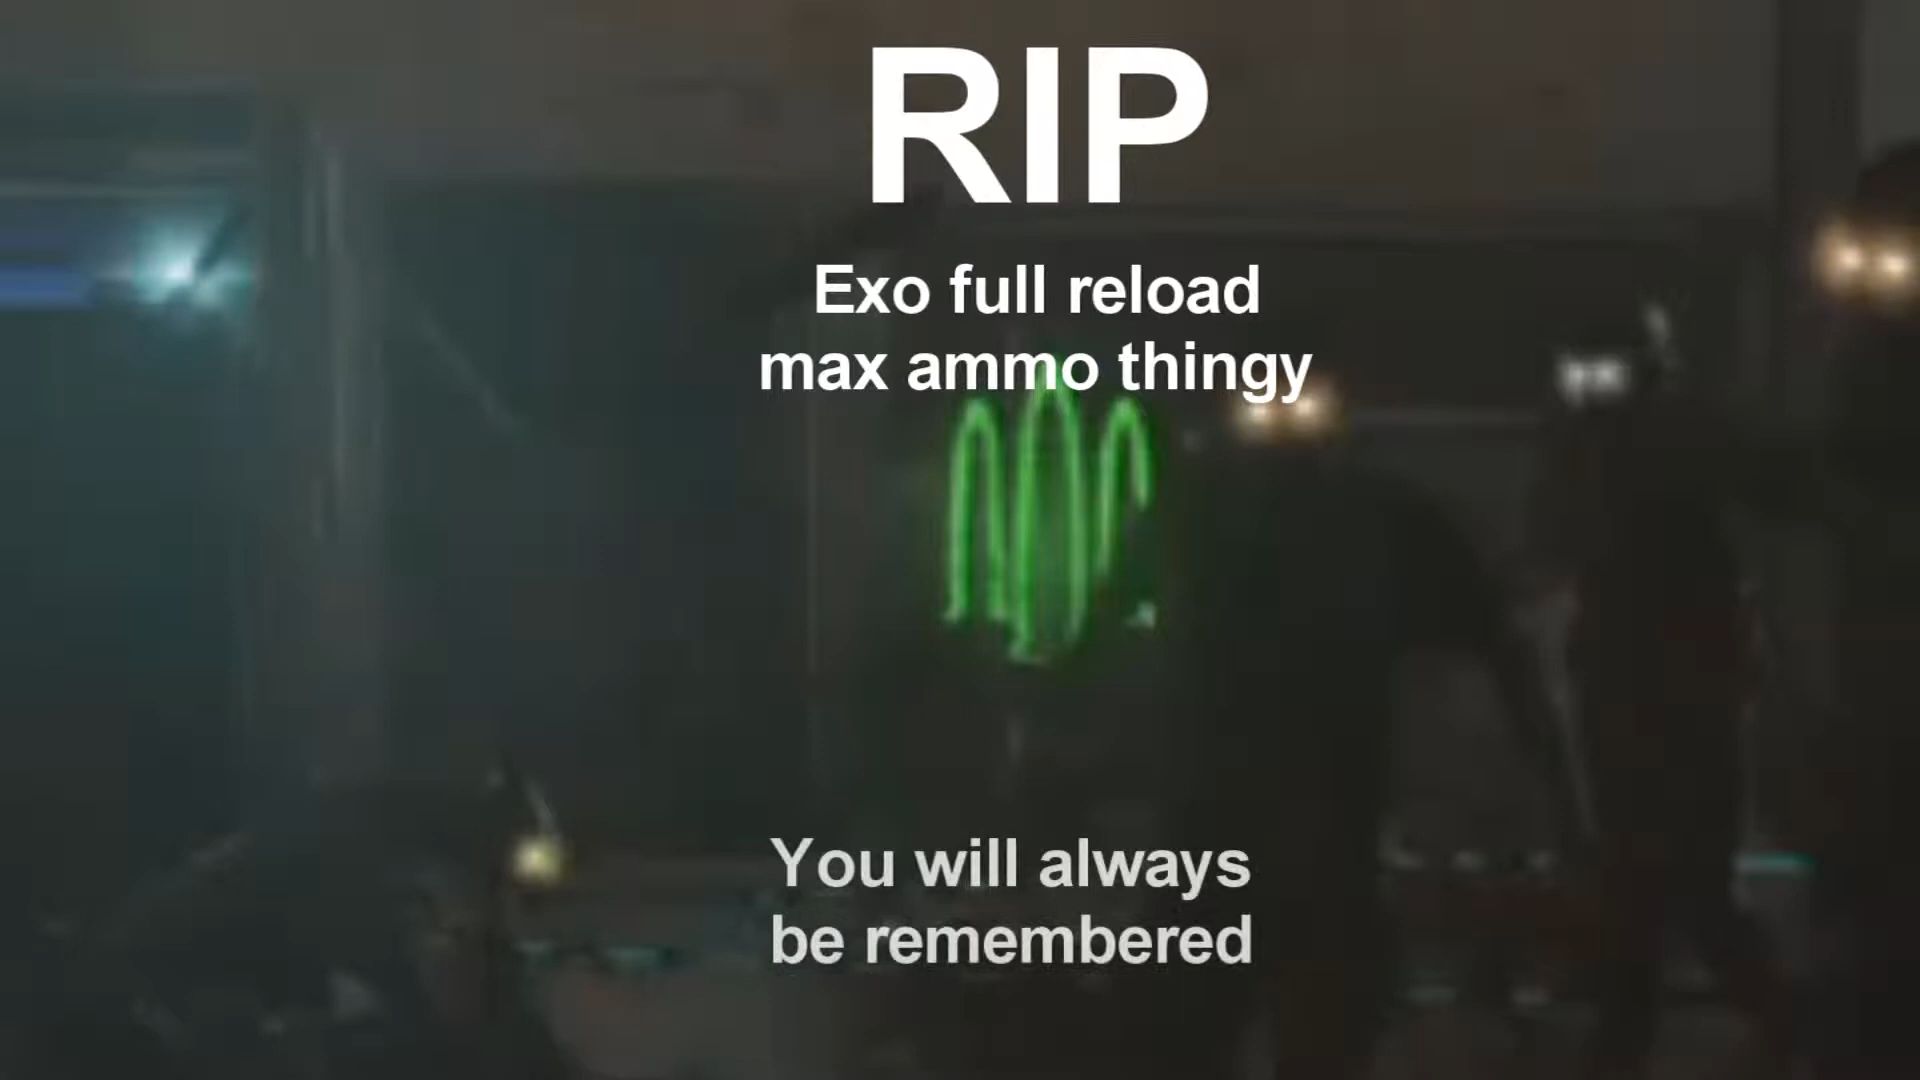 RIP
Exo full reload
max ammo thingy
You will always
be remembered